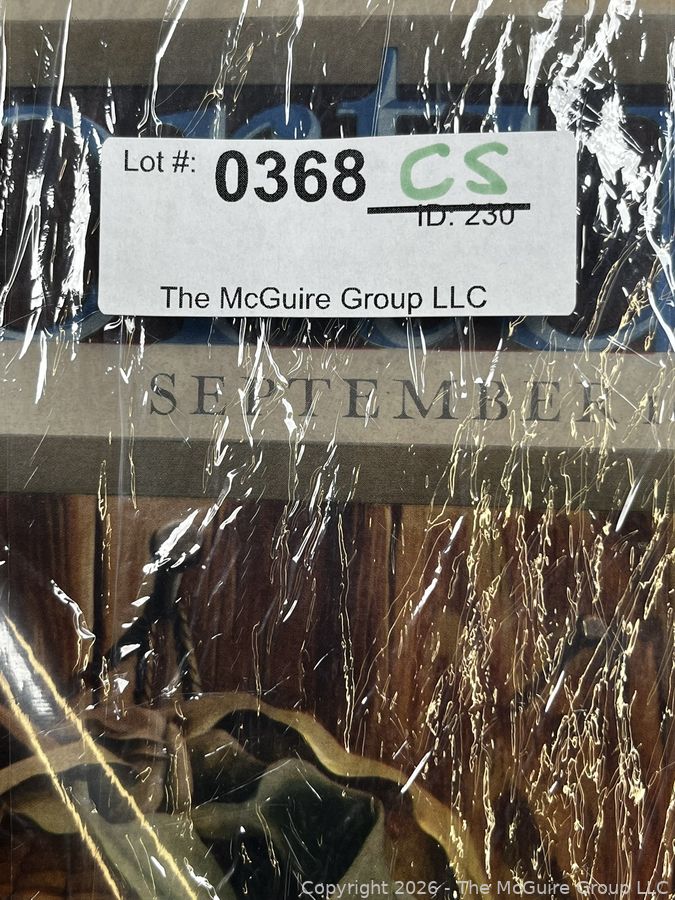 Lot #: 0368 CS
ID: 230
The McGuire Group LLC
SEPTEMBER
Copyright 2026 - The McGuire Group LLC